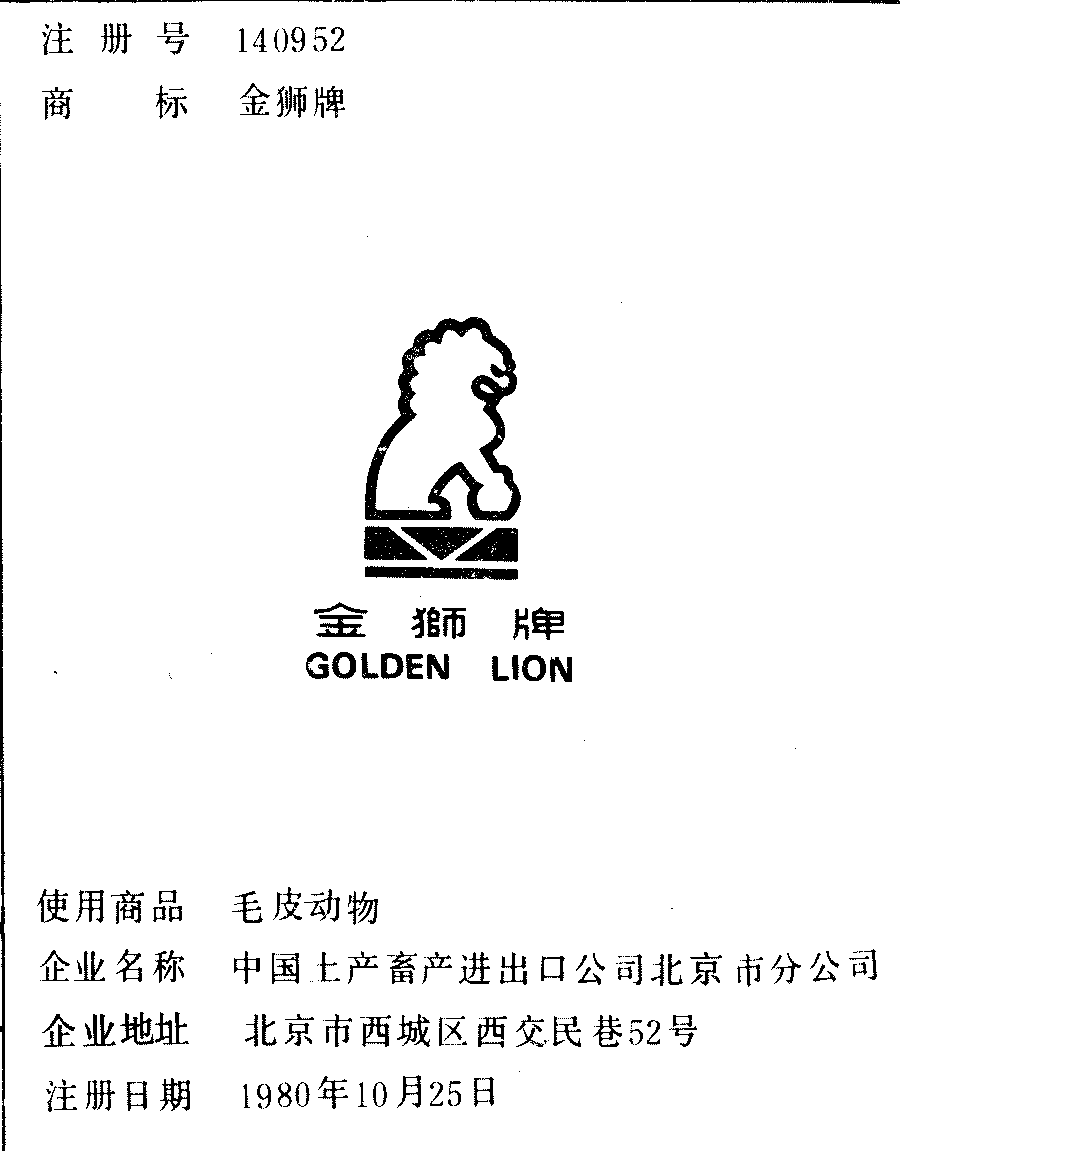 注册号 140952
商标 金狮牌
金獅牌
GOLDEN LION
使用商品 毛皮动物
企业名称 中国土产畜产进出口公司北京市分公司
企业地址 北京市西城区西交民巷52号
注册日期 1980年10月25日